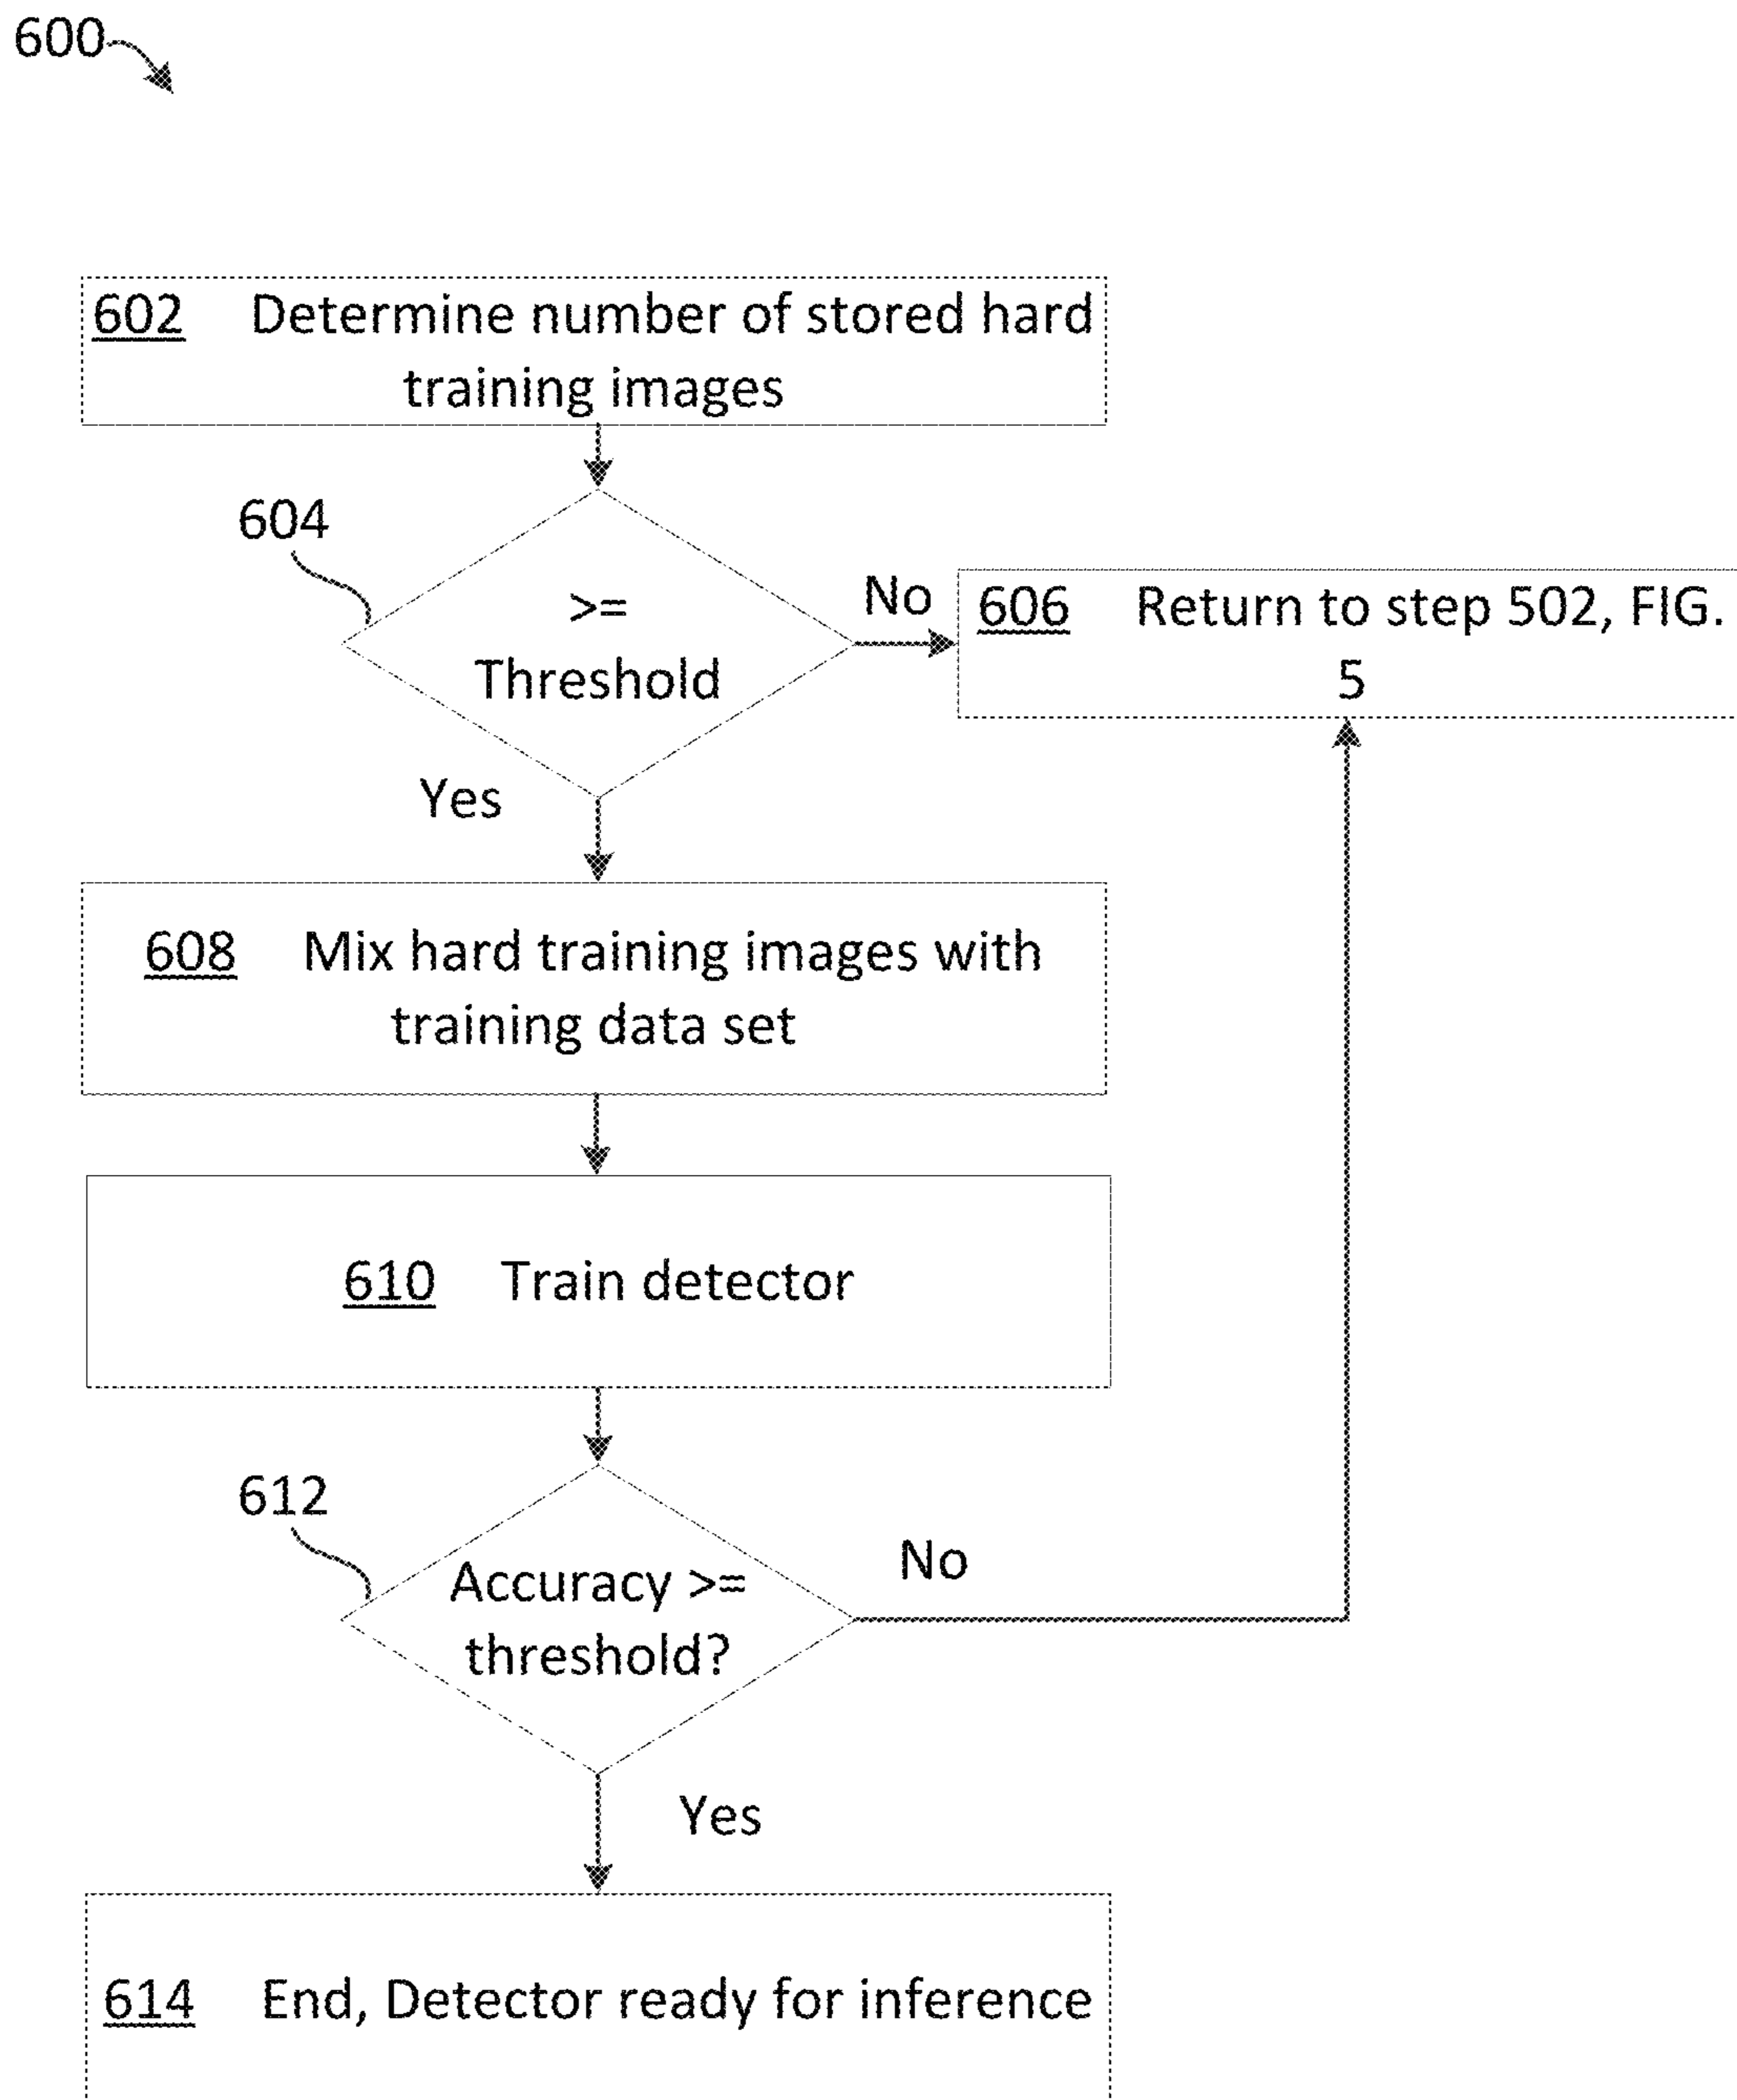 600
602 Determine number of stored hard
training images
604
>=
Threshold
No
606 Return to step 502, FIG.
5
Yes
608 Mix hard training images with
training data set
610 Train detector
612
Accuracy >=
threshold?
No
Yes
614 End, Detector ready for inference